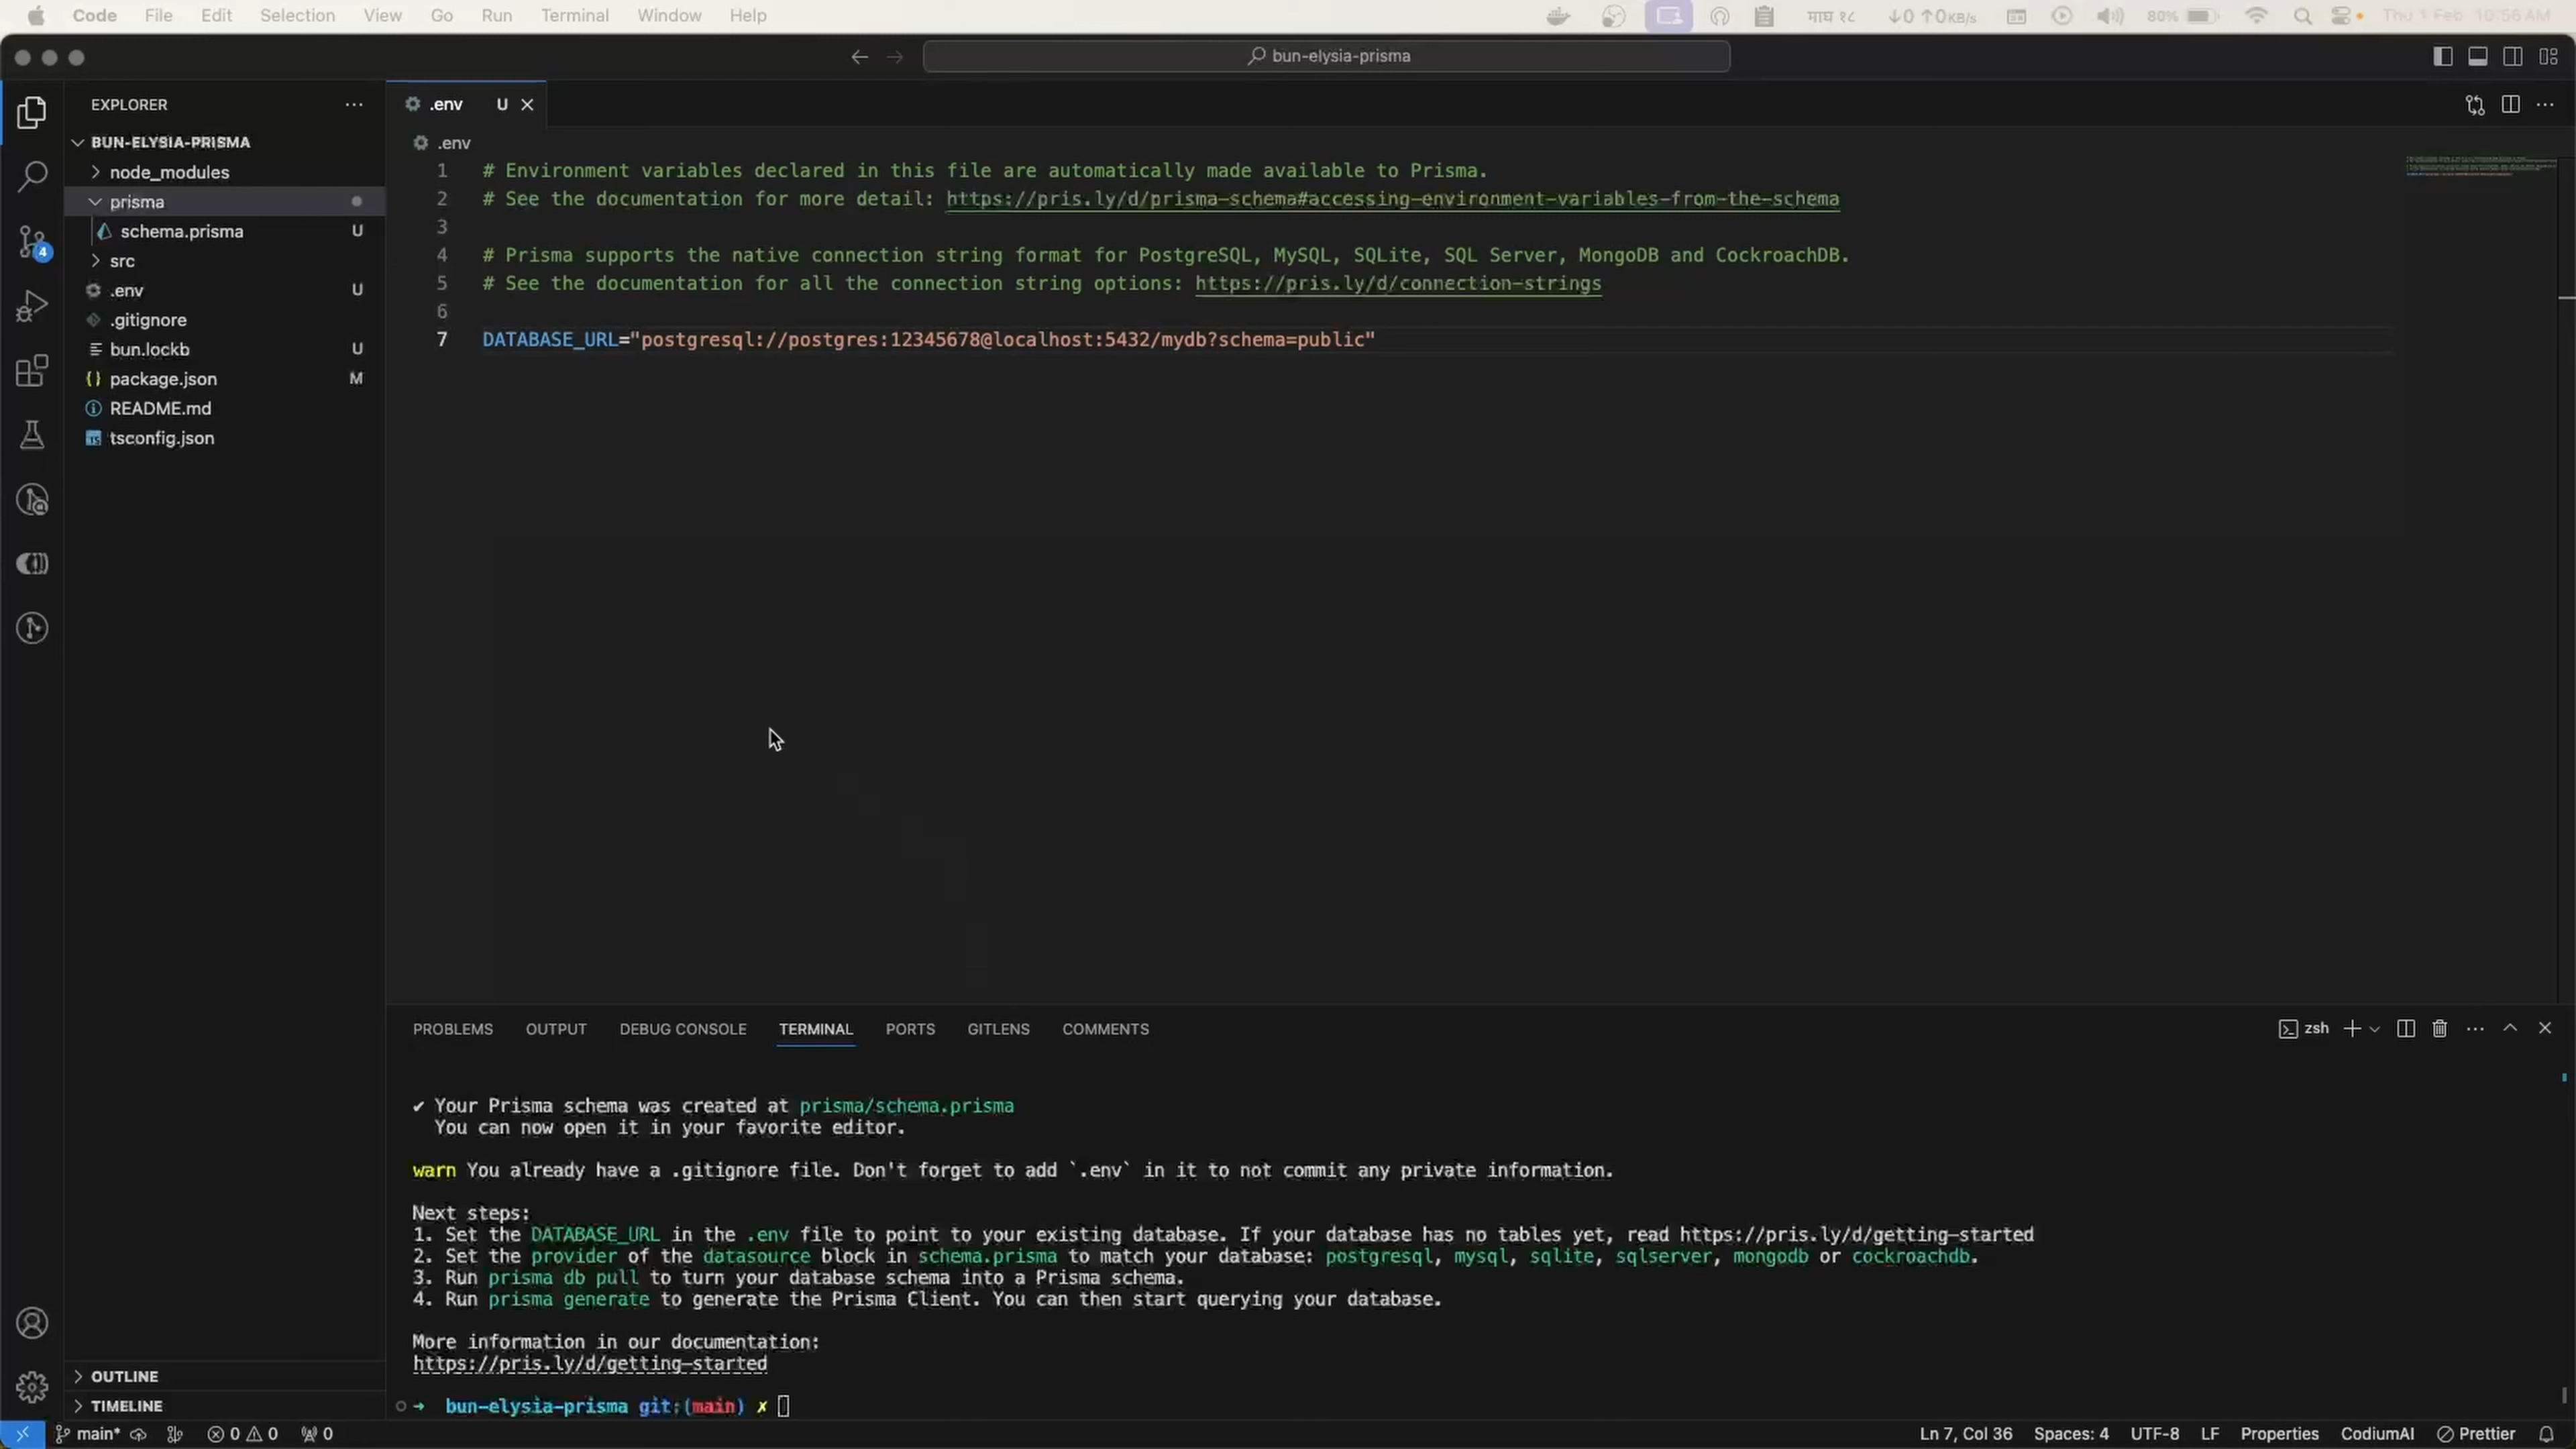 Code File Edit Selection View Go Run Terminal Window Help
माघ १८ ↓0 ↑0KB/s 80% Thu 1 Feb 10:56 AM
bun-elysia-prisma
EXPLORER
.env U
BUN-ELYSIA-PRISMA
node_modules
prisma
schema.prisma U
src
.env U
.gitignore
bun.lockb U
package.json M
README.md
tsconfig.json
4
.env
1 # Environment variables declared in this file are automatically made available to Prisma.
2 # See the documentation for more detail: https://pris.ly/d/prisma-schema#accessing-environment-variables-from-the-schema
3
4 # Prisma supports the native connection string format for PostgreSQL, MySQL, SQLite, SQL Server, MongoDB and CockroachDB.
5 # See the documentation for all the connection string options: https://pris.ly/d/connection-strings
6
7 DATABASE_URL="postgresql://postgres:12345678@localhost:5432/mydb?schema=public"
PROBLEMS OUTPUT DEBUG CONSOLE TERMINAL PORTS GITLENS COMMENTS
zsh
✔ Your Prisma schema was created at prisma/schema.prisma
You can now open it in your favorite editor.
warn You already have a .gitignore file. Don't forget to add `.env` in it to not commit any private information.
Next steps:
1. Set the DATABASE_URL in the .env file to point to your existing database. If your database has no tables yet, read https://pris.ly/d/getting-started
2. Set the provider of the datasource block in schema.prisma to match your database: postgresql, mysql, sqlite, sqlserver, mongodb or cockroachdb.
3. Run prisma db pull to turn your database schema into a Prisma schema.
4. Run prisma generate to generate the Prisma Client. You can then start querying your database.
More information in our documentation:
https://pris.ly/d/getting-started
➜ bun-elysia-prisma git:(main) ✗
OUTLINE
TIMELINE
main* 0 0 0
Ln 7, Col 36 Spaces: 4 UTF-8 LF Properties CodiumAI Prettier